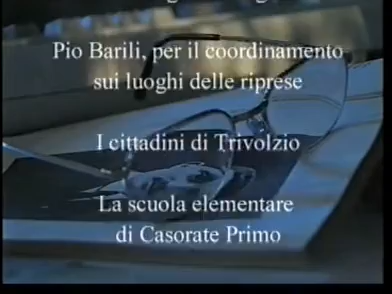 Pio Barili, per il coordinamento
sui luoghi delle riprese
I cittadini di Trivolzio
La scuola elementare
di Casorate Primo